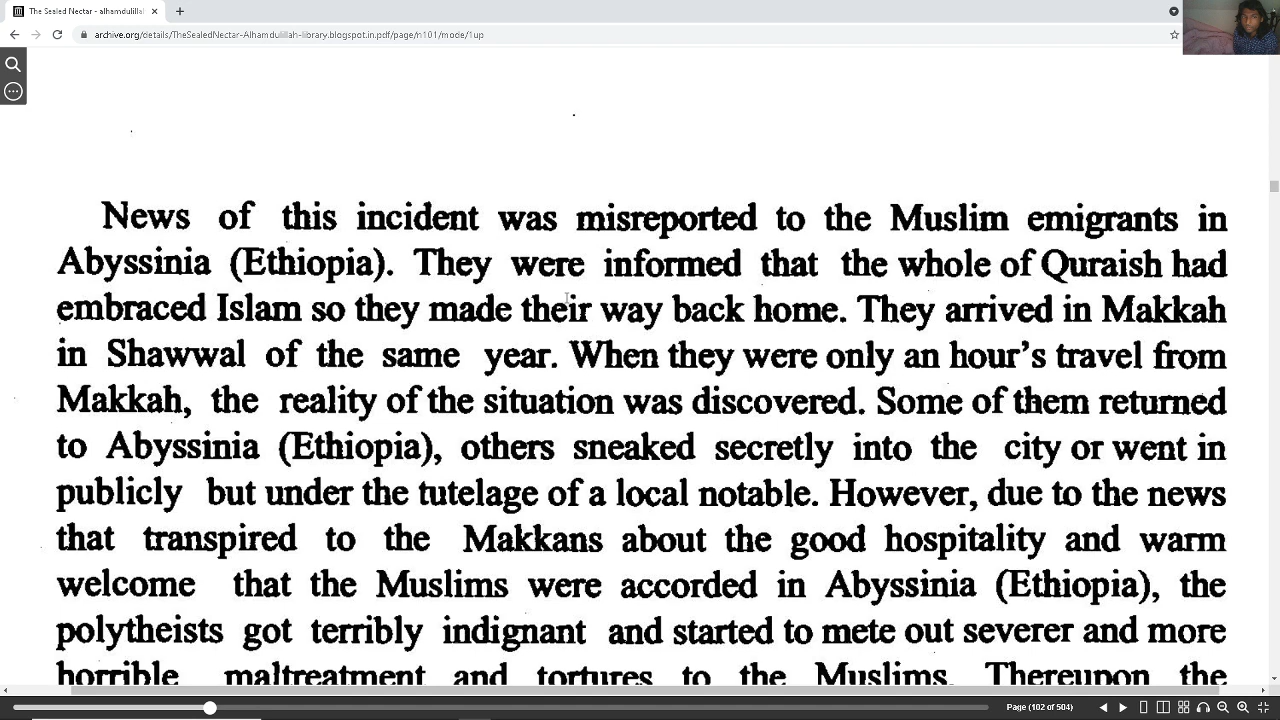 The Sealed Nectar - alhamdulillal
archive.org/details/TheSealedNectar-Alhamdulillah-library.blogspot.in.pdf/page/n101/mode/1up
News of this incident was misreported to the Muslim emigrants in
Abyssinia (Ethiopia). They were informed that the whole of Quraish had
embraced Islam so they made their way back home. They arrived in Makkah
in Shawwal of the same year. When they were only an hour's travel from
Makkah, the reality of the situation was discovered. Some of them returned
to Abyssinia (Ethiopia), others sneaked secretly into the city or went in
publicly but under the tutelage of a local notable. However, due to the news
that transpired to the Makkans about the good hospitality and warm
welcome that the Muslims were accorded in Abyssinia (Ethiopia), the
polytheists got terribly indignant and started to mete out severer and more
horrible maltreatment and tortures to the Muslims. Thereupon the
Page (102 of 504)